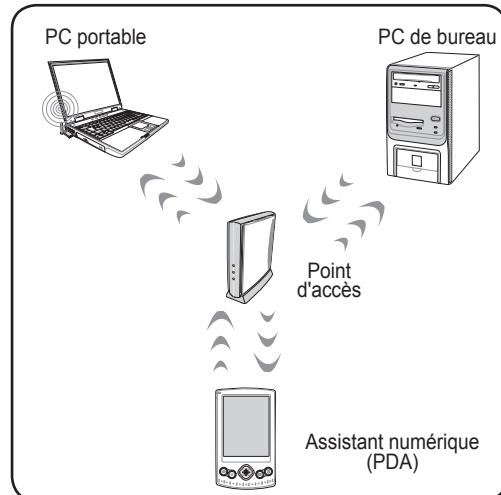 PC portable
PC de bureau
Point
d'accès
Assistant numérique
(PDA)